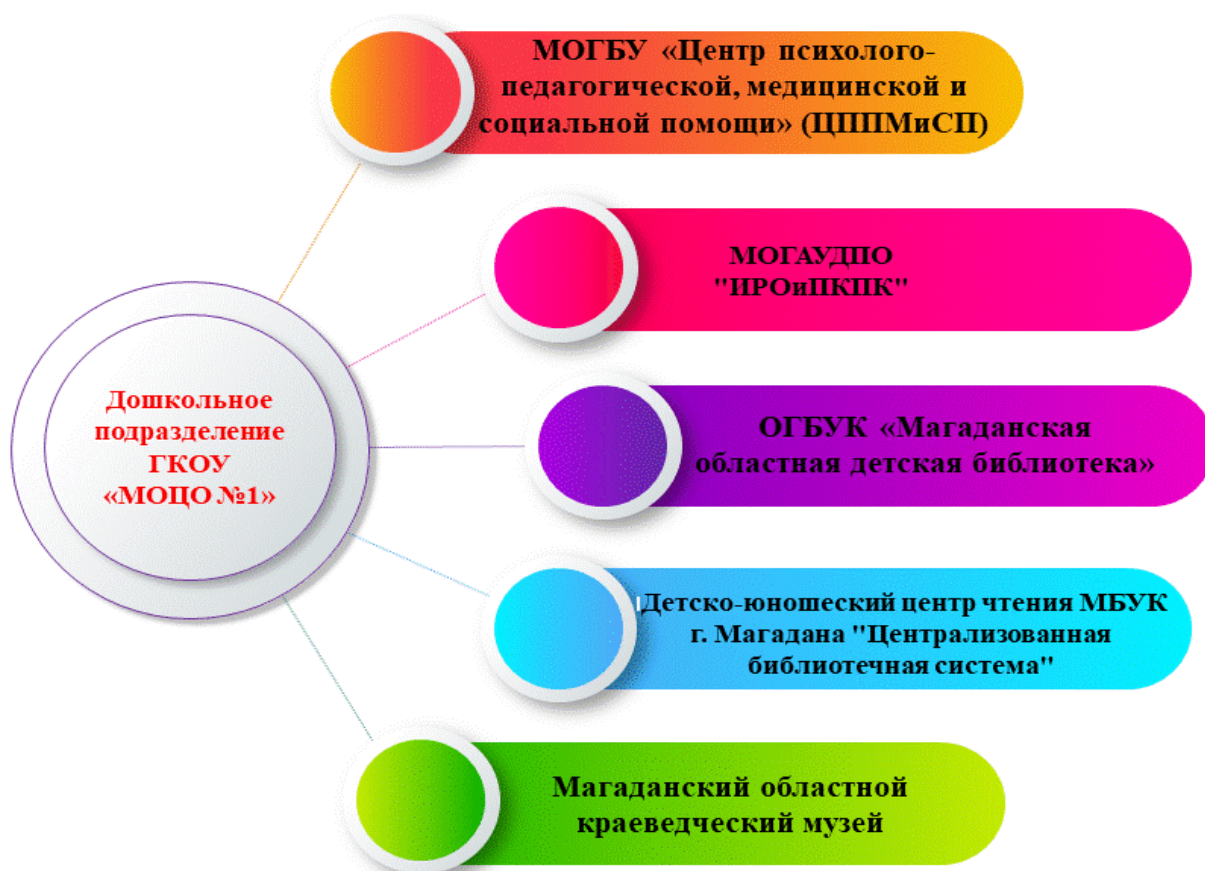 МОГБУ «Центр психолого-
педагогической, медицинской и
социальной помощи» (ЦППМиСП)
МОГАУДПО
"ИРОиПКПК"
Дошкольное
подразделение
ГКОУ
«МОЦО №1»
ОГБУК «Магаданская
областная детская библиотека»
Детско-юношеский центр чтения МБУК
г. Магадана "Централизованная
библиотечная система"
Магаданский областной
краеведческий музей